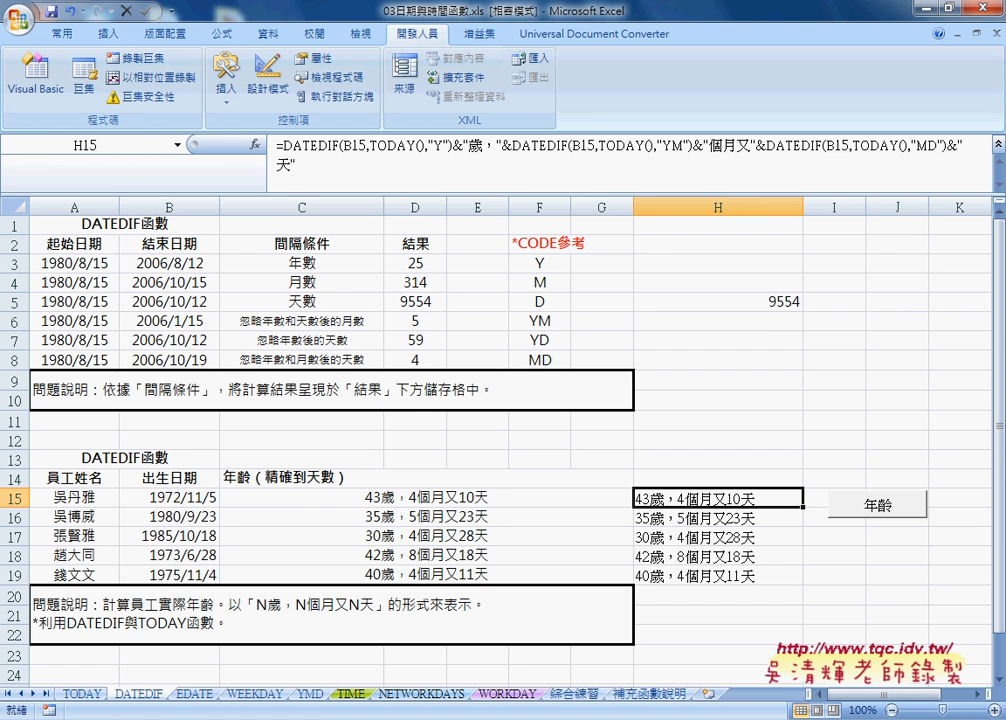 03日期與時間函數.xls [相容模式] - Microsoft Excel
常用 插入 版面配置 公式 資料 校閱 檢視 開發人員 增益集 Universal Document Converter
Visual Basic 巨集 錄製巨集 以相對位置錄製 巨集安全性 程式碼
插入 設計模式 屬性 檢視程式碼 執行對話方塊 控制項
來源 對應內容 擴充套件 重新整理資料 匯入 匯出 XML
H15 fx =DATEDIF(B15,TODAY(),"Y")&"歲，"&DATEDIF(B15,TODAY(),"YM")&"個月又"&DATEDIF(B15,TODAY(),"MD")&"
天"
A B C D E F G H I J K
1 DATEDIF函數
2 起始日期 結束日期 間隔條件 結果 *CODE參考
3 1980/8/15 2006/8/12 年數 25 Y
4 1980/8/15 2006/10/15 月數 314 M
5 1980/8/15 2006/10/12 天數 9554 D 9554
6 1980/8/15 2006/1/15 忽略年數和天數後的月數 5 YM
7 1980/8/15 2006/10/12 忽略年數後的天數 59 YD
8 1980/8/15 2006/10/19 忽略年數和月數後的天數 4 MD
9
問題說明：依據「間隔條件」，將計算結果呈現於「結果」下方儲存格中。
10
11
12
13 DATEDIF函數
14 員工姓名 出生日期 年齡（精確到天數）
15 吳丹雅 1972/11/5 43歲，4個月又10天 43歲，4個月又10天 年齡
16 吳博威 1980/9/23 35歲，5個月又23天 35歲，5個月又23天
17 張賢雅 1985/10/18 30歲，4個月又28天 30歲，4個月又28天
18 趙大同 1973/6/28 42歲，8個月又18天 42歲，8個月又18天
19 錢文文 1975/11/4 40歲，4個月又11天 40歲，4個月又11天
20
問題說明：計算員工實際年齡。以「N歲，N個月又N天」的形式來表示。
21
*利用DATEDIF與TODAY函數。
22
23
24
http://www.tqc.idv.tw/
吳清輝老師錄製
TODAY DATEDIF EDATE WEEKDAY YMD TIME NETWORKDAYS WORKDAY 綜合練習 補充函數說明
就緒 100%